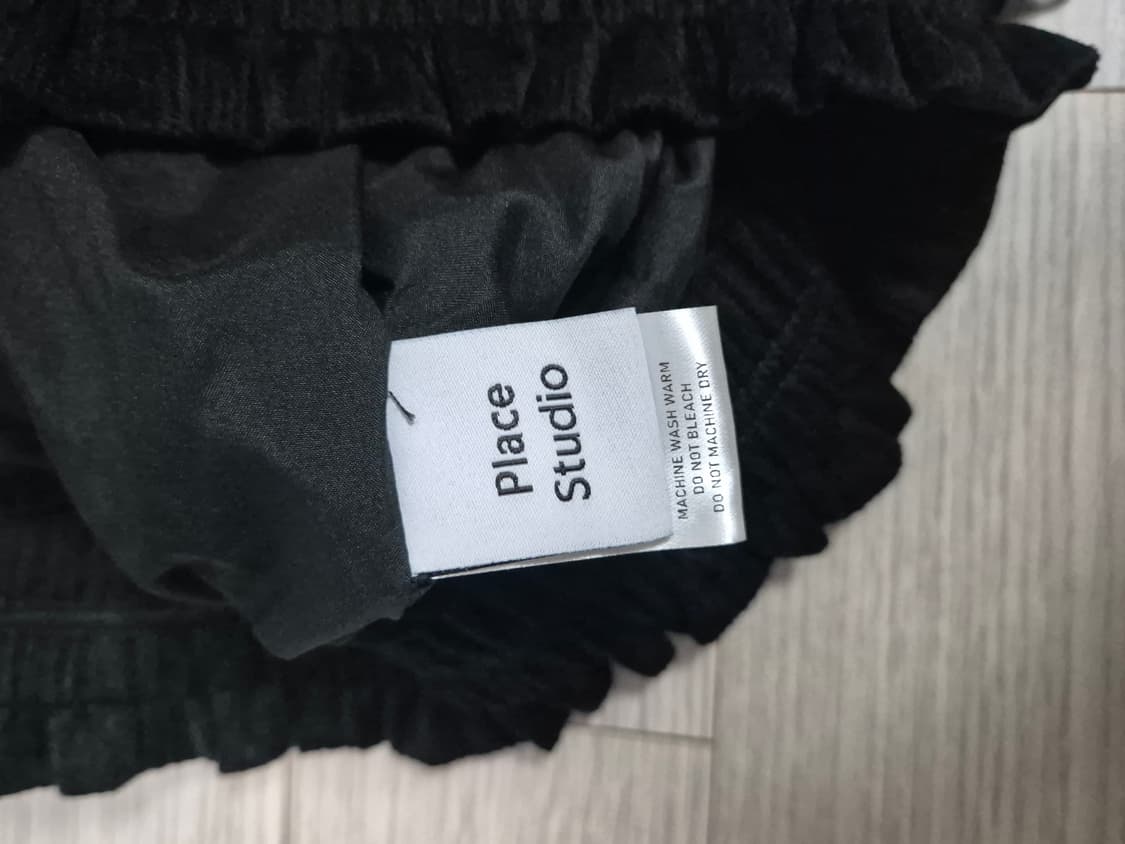 Place
Studio
MACHINE WASH WARM
DO NOT BLEACH
DO NOT MACHINE DRY